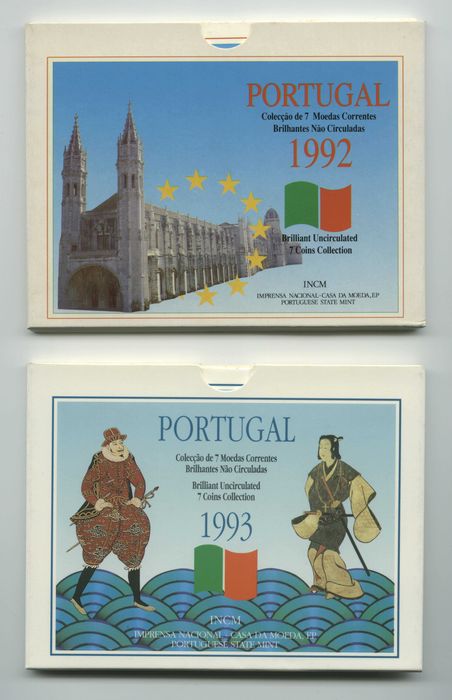 PORTUGAL
Colecção de 7 Moedas Correntes
Brilhantes Não Circuladas
1992
Brilliant Uncirculated
7 Coins Collection
INCM
IMPRENSA NACIONAL-CASA DA MOEDA, EP
PORTUGUESE STATE MINT
PORTUGAL
Colecção de 7 Moedas Correntes
Brilhantes Não Circuladas
Brilliant Uncirculated
7 Coins Collection
1993
INCM
IMPRENSA NACIONAL - CASA DA MOEDA, EP
PORTUGUESE STATE MINT